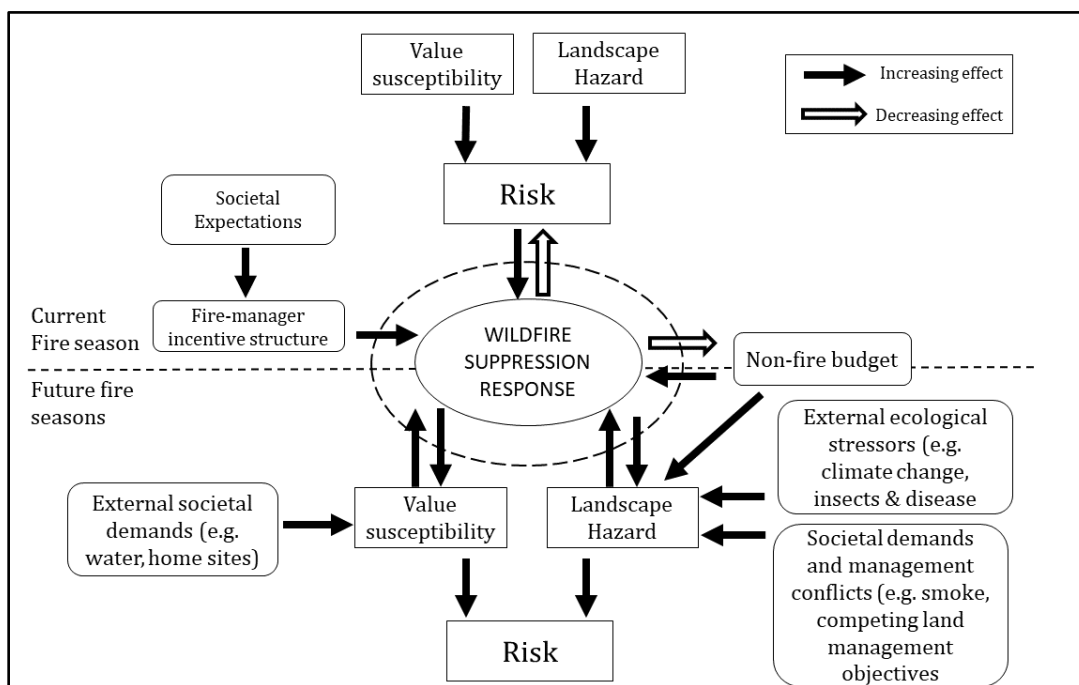 Value
susceptibility
Landscape
Hazard
Increasing effect
Decreasing effect
Risk
Societal
Expectations
Current
Fire season
Fire-manager
incentive structure
WILDFIRE
SUPPRESSION
RESPONSE
Non-fire budget
Future fire
seasons
External ecological
stressors (e.g.
climate change,
insects & disease
External societal
demands (e.g.
water, home sites)
Value
susceptibility
Landscape
Hazard
Societal demands
and management
conflicts (e.g. smoke,
competing land
management
objectives
Risk